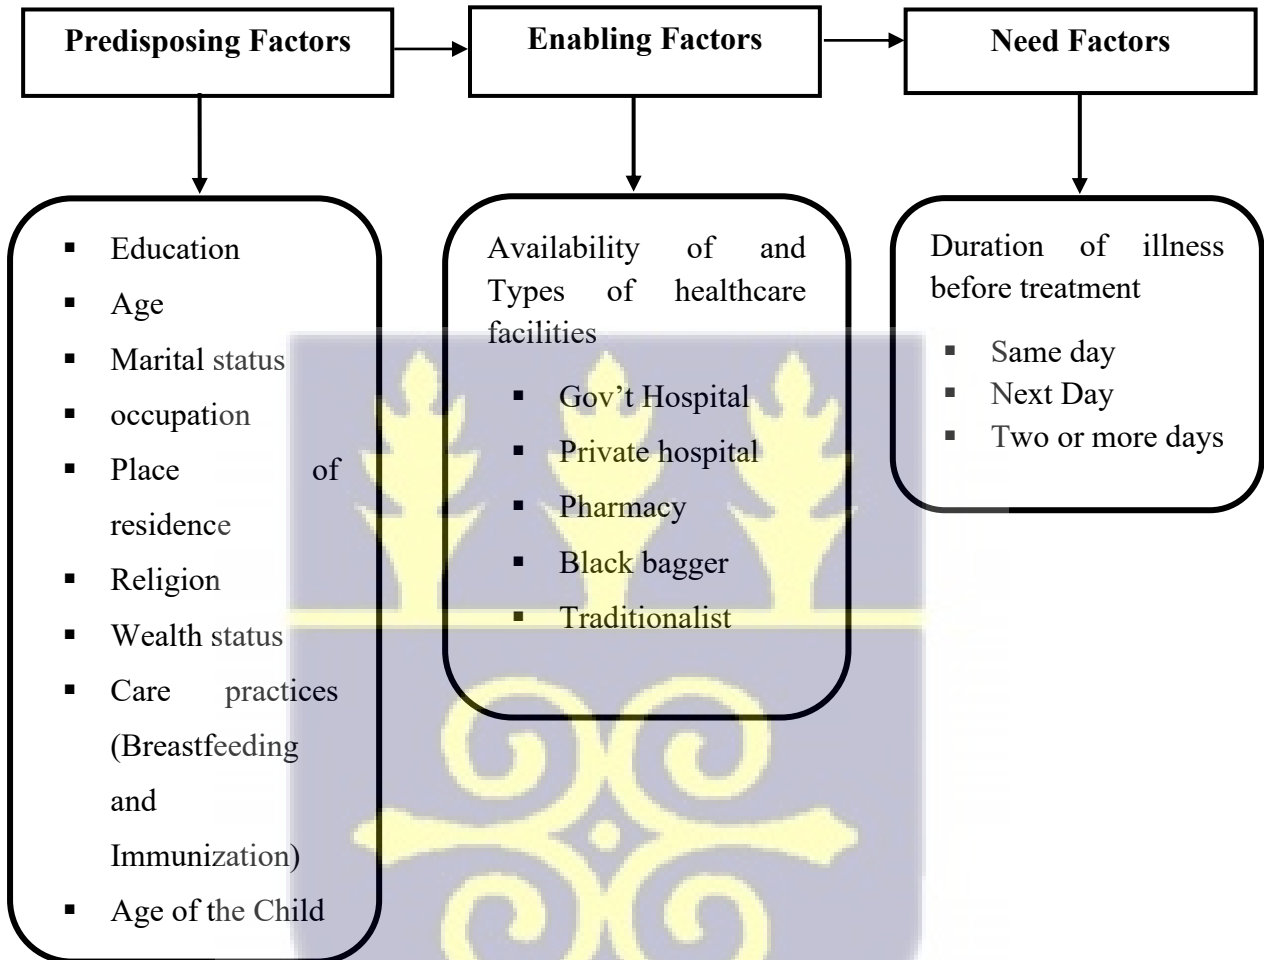 Predisposing Factors
Enabling Factors
Need Factors
▪ Education
▪ Age
▪ Marital status
▪ occupation
▪ Place of
residence
▪ Religion
▪ Wealth status
▪ Care practices
(Breastfeeding
and
Immunization)
▪ Age of the Child
Availability of and
Types of healthcare
facilities
▪ Gov't Hospital
▪ Private hospital
▪ Pharmacy
▪ Black bagger
▪ Traditionalist
Duration of illness
before treatment
▪ Same day
▪ Next Day
▪ Two or more days